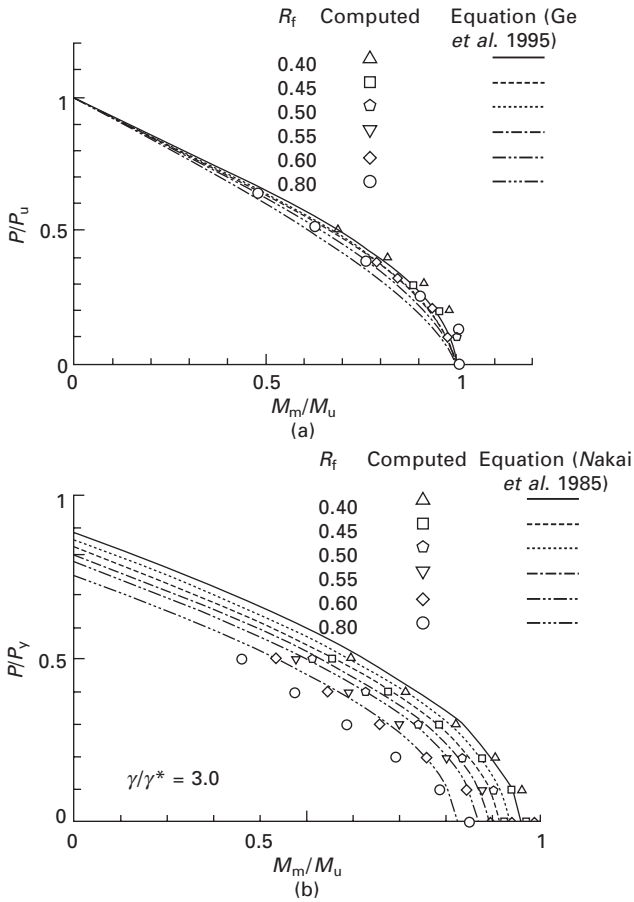 R_f Computed Equation (Ge
et al. 1995)
0.40
0.45
0.50
0.55
0.60
0.80
1
0.5
0
P/P_u
0 0.5 1
M_m/M_u
(a)
R_f Computed Equation (Nakai
et al. 1985)
0.40
0.45
0.50
0.55
0.60
0.80
1
0.5
0
P/P_y
γ/γ* = 3.0
0 0.5 1
M_m/M_u
(b)